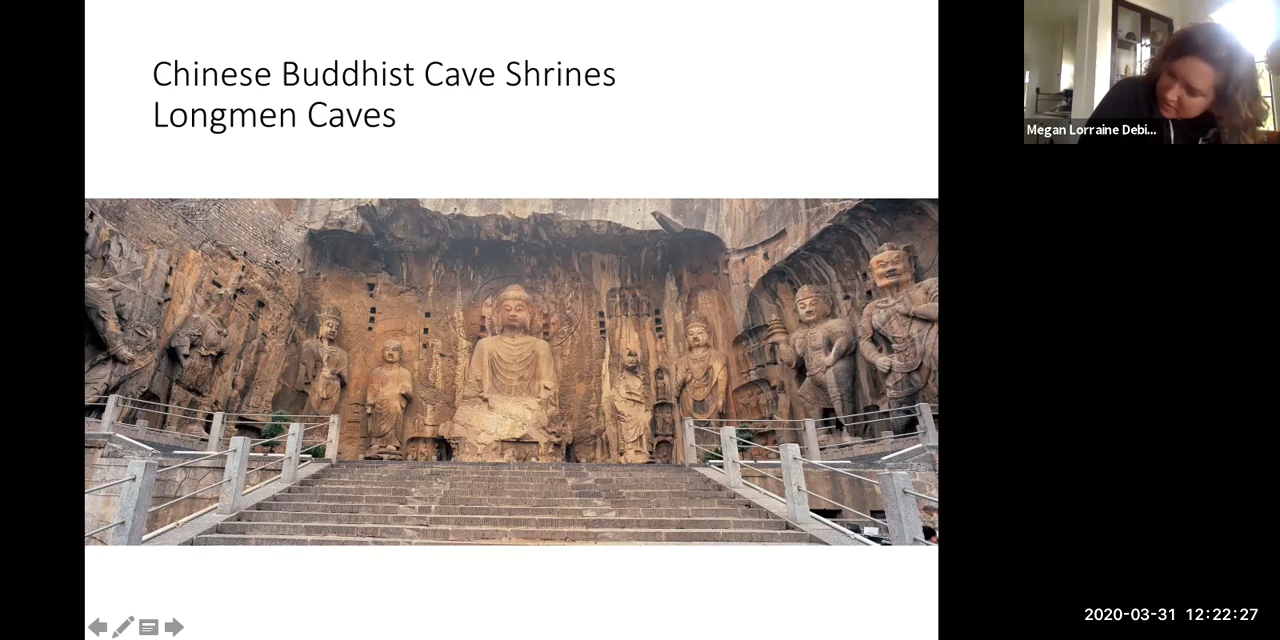 Chinese Buddhist Cave Shrines
Longmen Caves
Megan Lorraine Debi...
2020-03-31 12:22:27